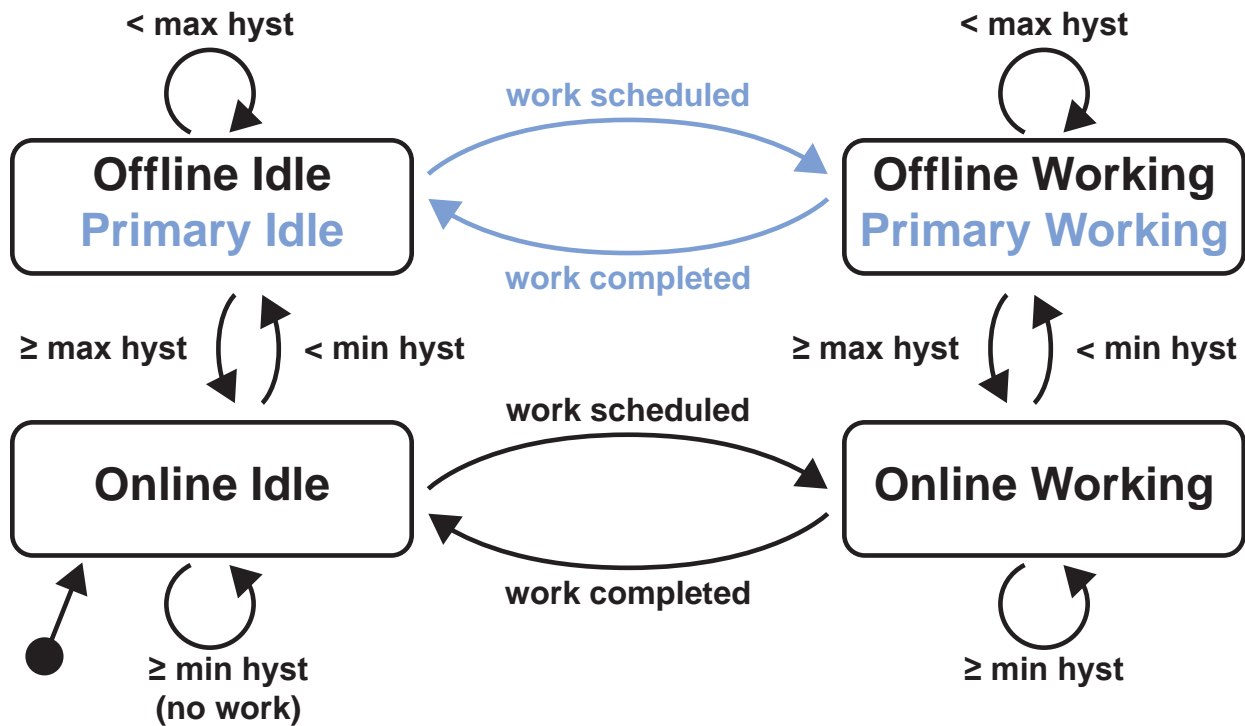 < max hyst
< max hyst
work scheduled
Offline Idle
Primary Idle
Offline Working
Primary Working
work completed
≥ max hyst
< min hyst
≥ max hyst
< min hyst
work scheduled
Online Idle
Online Working
work completed
≥ min hyst
(no work)
≥ min hyst